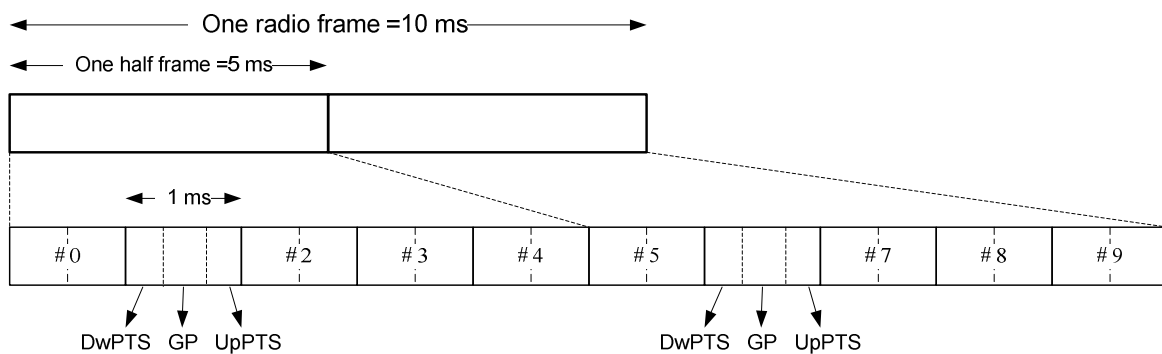 One radio frame =10 ms
One half frame =5 ms
1 ms
#0 #2 #3 #4 #5 #7 #8 #9
DwPTS GP UpPTS DwPTS GP UpPTS